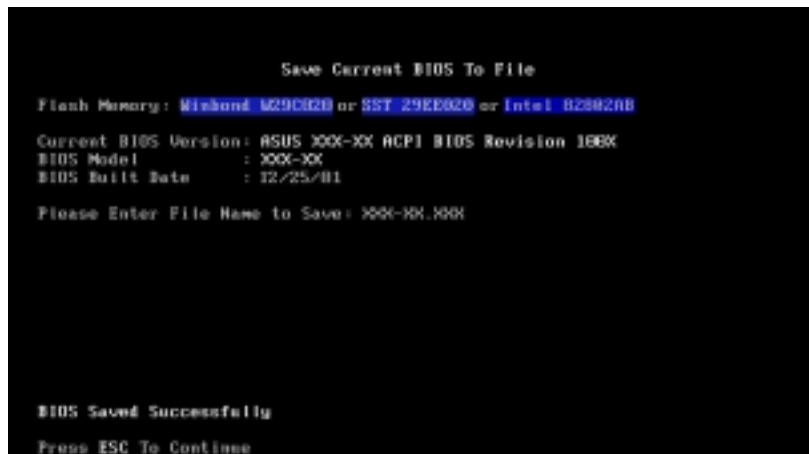 Save Current BIOS To File
Flash Memory: Winbond W29C020 or SST 29EE020 or Intel 82802AB
Current BIOS Version: ASUS XXX-XX ACPI BIOS Revision 100X
BIOS Model : XXX-XX
BIOS Built Date : 12/25/01
Please Enter File Name to Save: XXX-XX.XXX
BIOS Saved Successfully
Press ESC To Continue